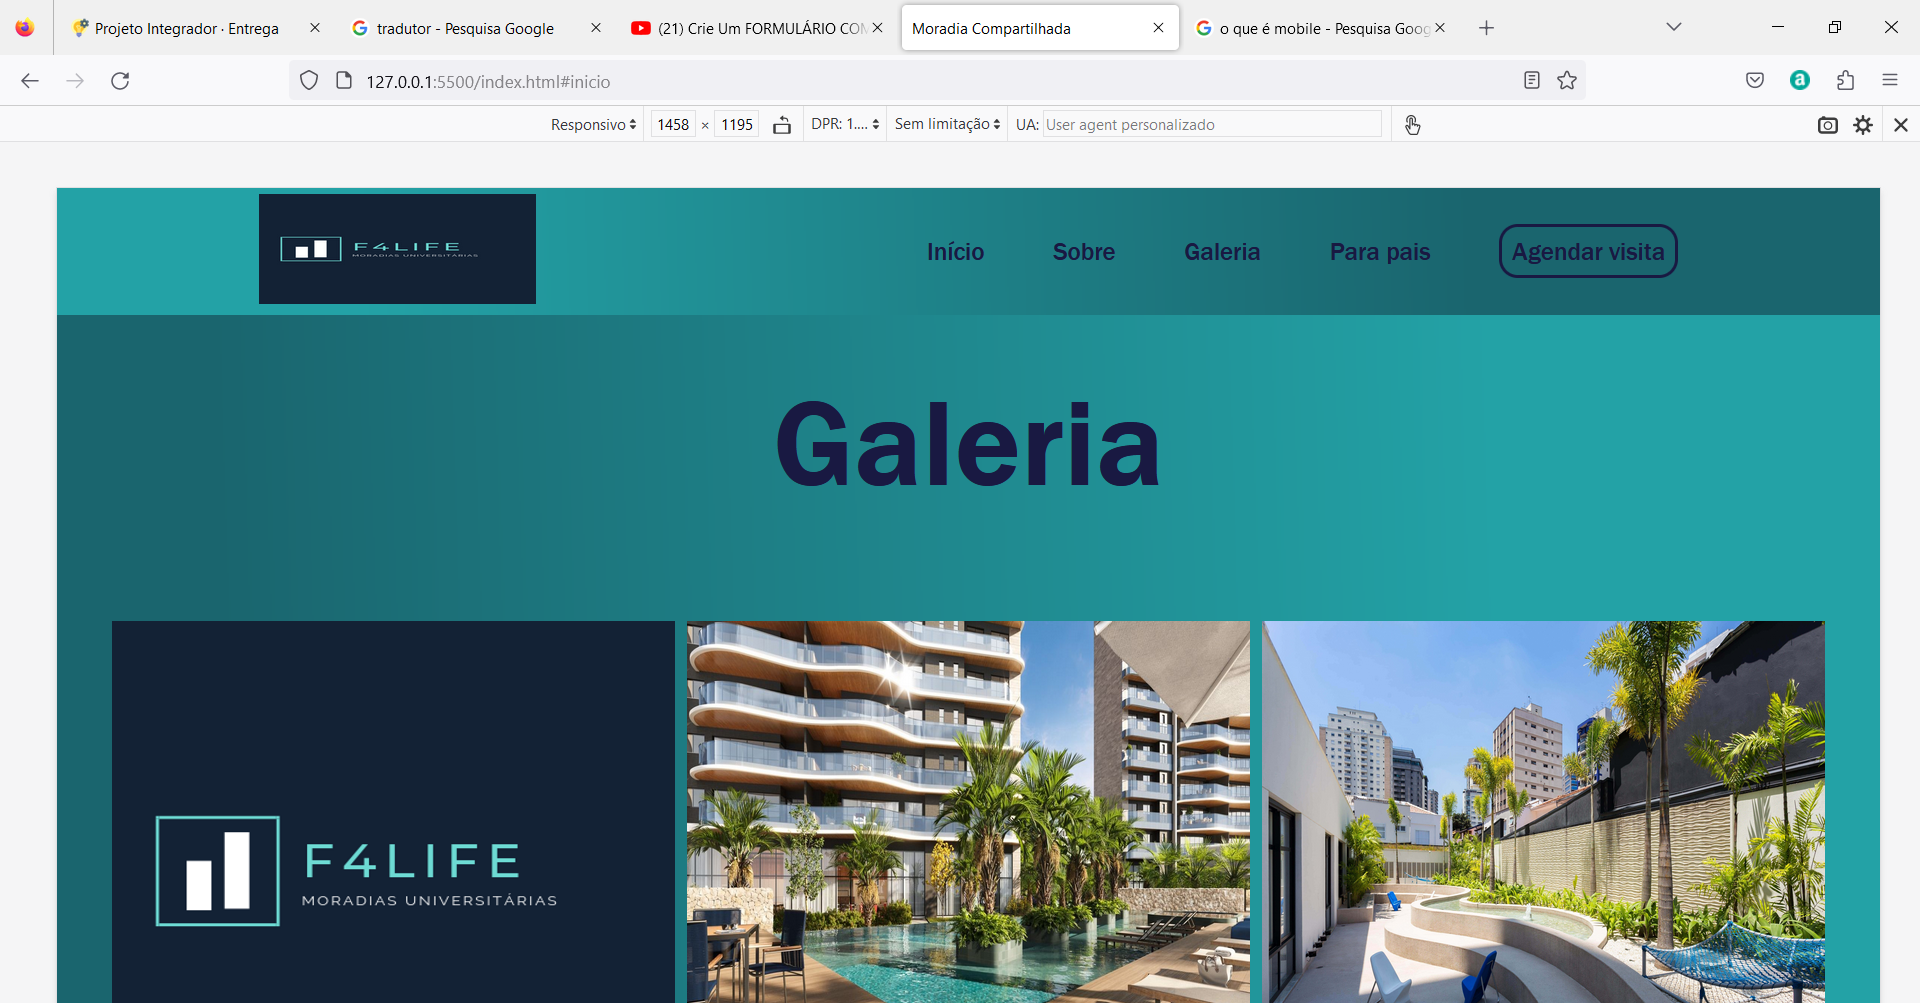 Projeto Integrador · Entrega
tradutor - Pesquisa Google
(21) Crie Um FORMULÁRIO COM
Moradia Compartilhada
o que é mobile - Pesquisa Goog
127.0.0.1:5500/index.html#inicio
Responsivo 1458 × 1195 DPR: 1.... Sem limitação UA: User agent personalizado
F4LIFE
MORADIAS UNIVERSITÁRIAS
Início Sobre Galeria Para pais Agendar visita
Galeria
F4LIFE
MORADIAS UNIVERSITÁRIAS